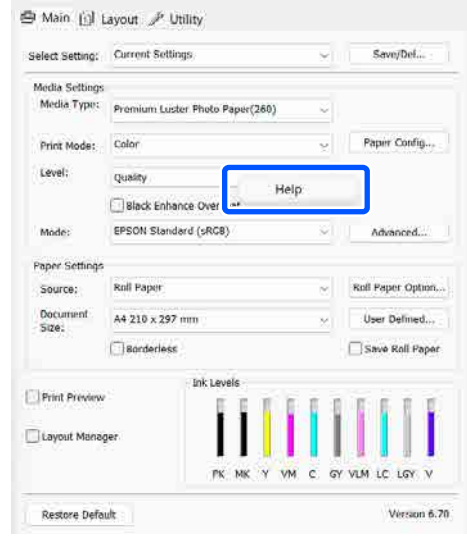 Main Layout Utility
Select Setting: Current Settings Save/Del...
Media Settings
Media Type: Premium Luster Photo Paper(260)
Print Mode: Color Paper Config...
Level: Quality
Help
Black Enhance Over
Mode: EPSON Standard (sRGB) Advanced...
Paper Settings
Source: Roll Paper Roll Paper Option...
Document Size: A4 210 x 297 mm User Defined...
Borderless Save Roll Paper
Ink Levels
Print Preview
Layout Manager
PK MK Y VM C GY VLM LC LGY V
Restore Default Version 6.70